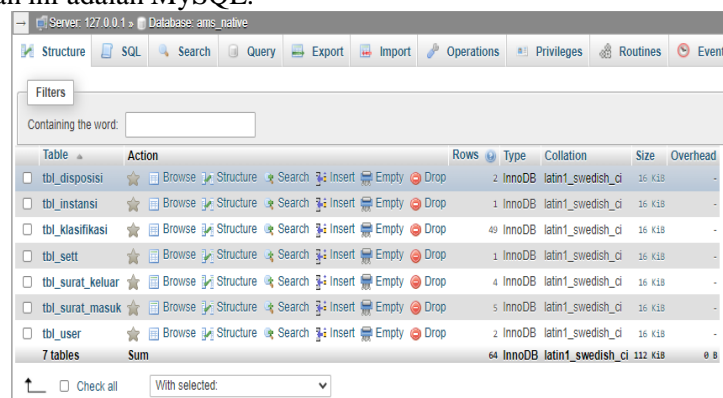 ini adalah MySQL.
Server: 127.0.0.1 » Database: ams_native
Structure SQL Search Query Export Import Operations Privileges Routines Event
Filters
Containing the word:
Table Action Rows Type Collation Size Overhead
tbl_disposisi Browse Structure Search Insert Empty Drop 2 InnoDB latin1_swedish_ci 16 KiB -
tbl_instansi Browse Structure Search Insert Empty Drop 1 InnoDB latin1_swedish_ci 16 KiB -
tbl_klasifikasi Browse Structure Search Insert Empty Drop 49 InnoDB latin1_swedish_ci 16 KiB -
tbl_sett Browse Structure Search Insert Empty Drop 1 InnoDB latin1_swedish_ci 16 KiB -
tbl_surat_keluar Browse Structure Search Insert Empty Drop 4 InnoDB latin1_swedish_ci 16 KiB -
tbl_surat_masuk Browse Structure Search Insert Empty Drop 5 InnoDB latin1_swedish_ci 16 KiB -
tbl_user Browse Structure Search Insert Empty Drop 2 InnoDB latin1_swedish_ci 16 KiB -
7 tables Sum 64 InnoDB latin1_swedish_ci 112 KiB 0 B
Check all With selected: